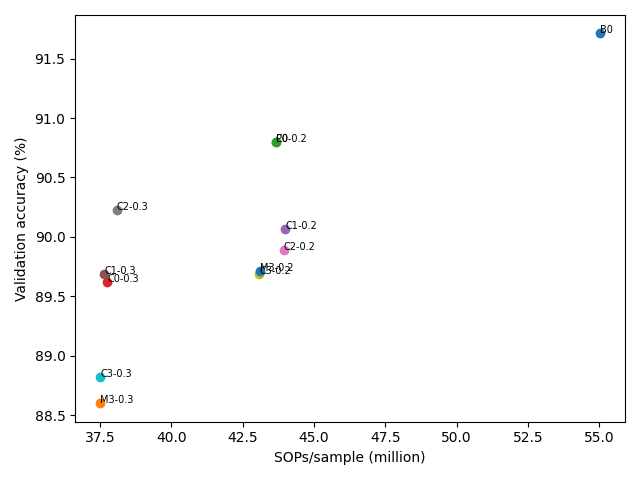 B0
91.5
91.0
C0-0.2
90.5
C2-0.3
C1-0.2
90.0
C2-0.2
M3-0.2
C3-0.2
C1-0.3
C0-0.3
89.5
89.0
C3-0.3
M3-0.3
88.5
37.5 40.0 42.5 45.0 47.5 50.0 52.5 55.0
SOPs/sample (million)
Validation accuracy (%)